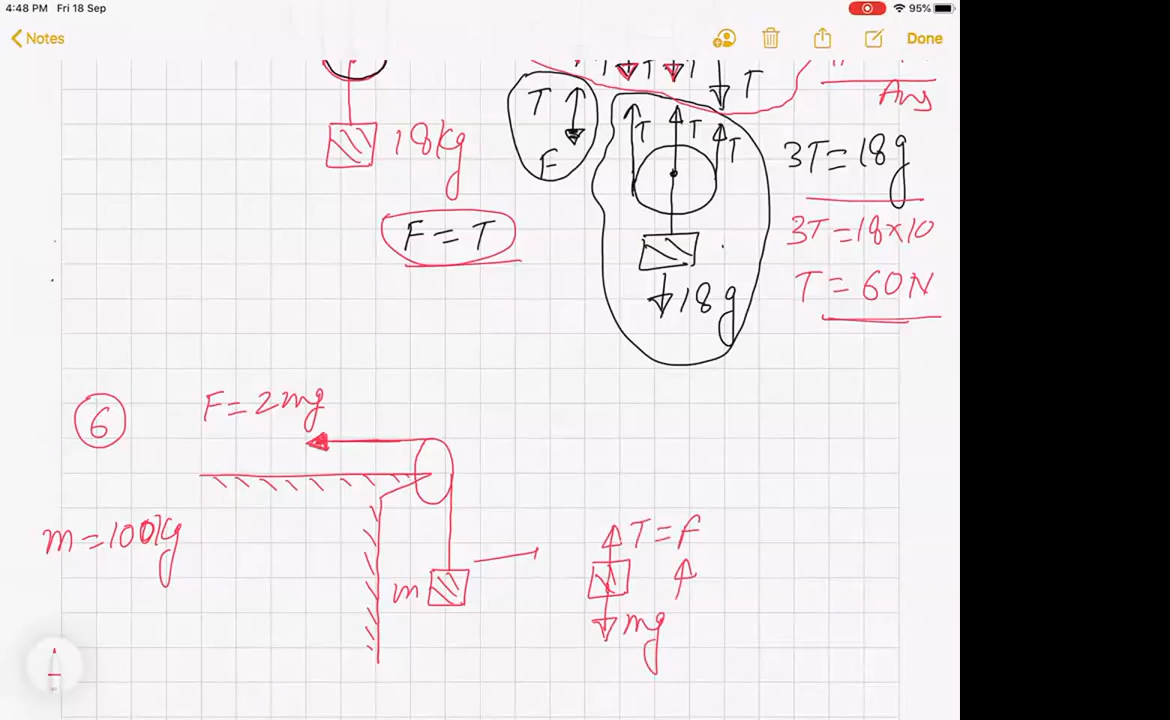 4:48 PM Fri 18 Sep
95%
Notes
Done
T T T T
Ans
T
F
T T T
3T = 18g
18kg
F = T
3T = 18×10
T = 60N
18g
6
F = 2mg
m = 100kg
T = F
m
mg